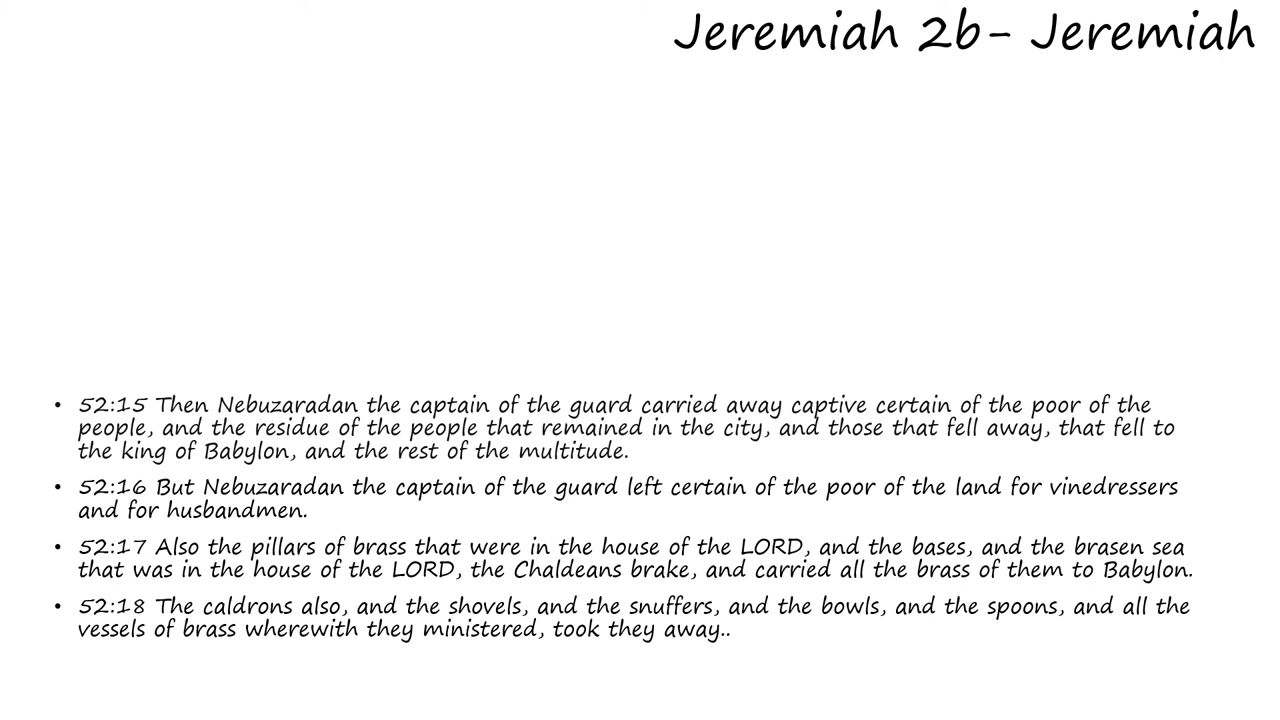 Jeremiah 2b- Jeremiah
• 52:15 Then Nebuzaradan the captain of the guard carried away captive certain of the poor of the
people, and the residue of the people that remained in the city, and those that fell away, that fell to
the king of Babylon, and the rest of the multitude.
• 52:16 But Nebuzaradan the captain of the guard left certain of the poor of the land for vinedressers
and for husbandmen.
• 52:17 Also the pillars of brass that were in the house of the LORD, and the bases, and the brasen sea
that was in the house of the LORD, the Chaldeans brake, and carried all the brass of them to Babylon.
• 52:18 The caldrons also, and the shovels, and the snuffers, and the bowls, and the spoons, and all the
vessels of brass wherewith they ministered, took they away..